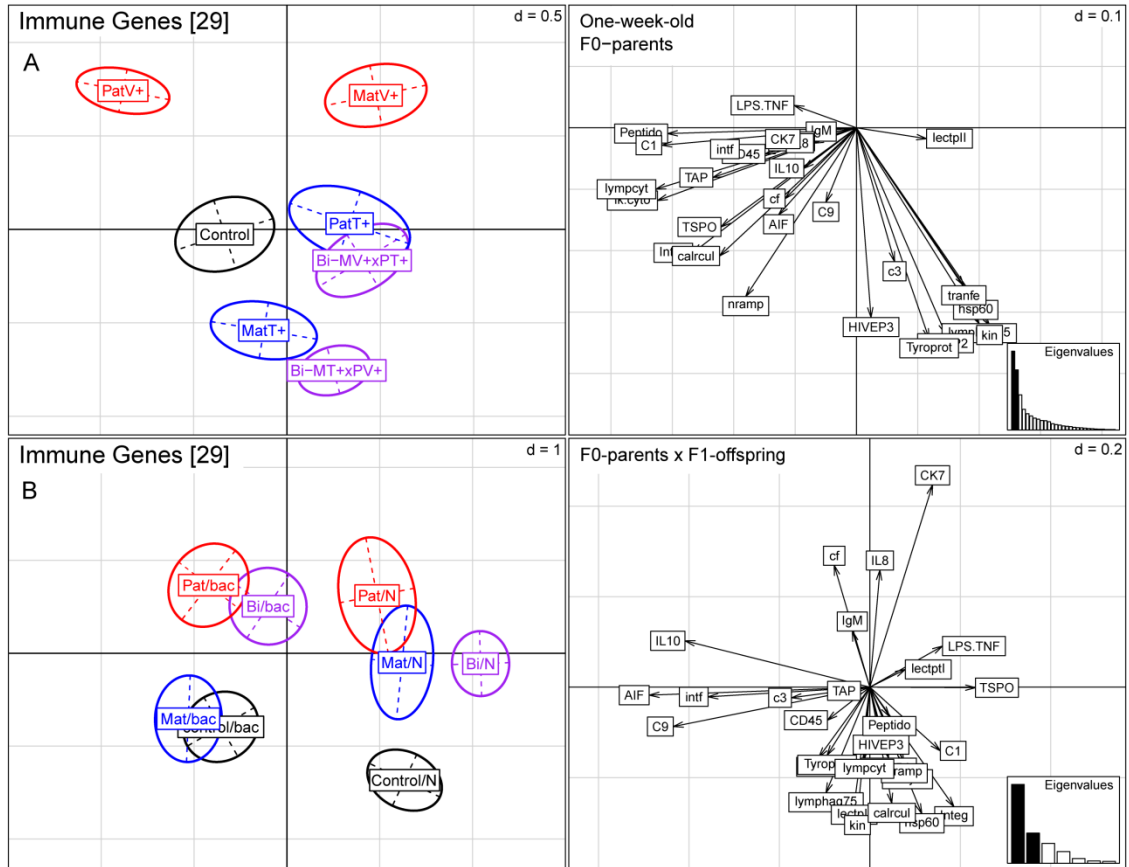 Immune Genes [29]
d = 0.5
A
PatV+
MatV+
Control
PatT+
Bi−MV+xPT+
MatT+
Bi−MT+xPV+
One−week−old
F0−parents
d = 0.1
LPS.TNF
IgM
Peptido
CK7
lectpII
C1
intf
IL10
TAP
lympcyt
cf
C9
TSPO
AIF
calrcul
c3
nramp
tranfe
hsp60
HIVEP3
kin
Tyroprot
Eigenvalues
Immune Genes [29]
d = 1
B
Pat/bac
Bi/bac
Pat/N
Mat/N
Bi/N
Mat/bac
Control/N
F0-parents x F1-offspring
d = 0.2
CK7
cf
IL8
IgM
IL10
LPS.TNF
lectptI
TAP
TSPO
AIF
intf
c3
C9
CD45
Peptido
HIVEP3
C1
lympcyt
lymphag75
calrcul
kin
hsp60
Eigenvalues